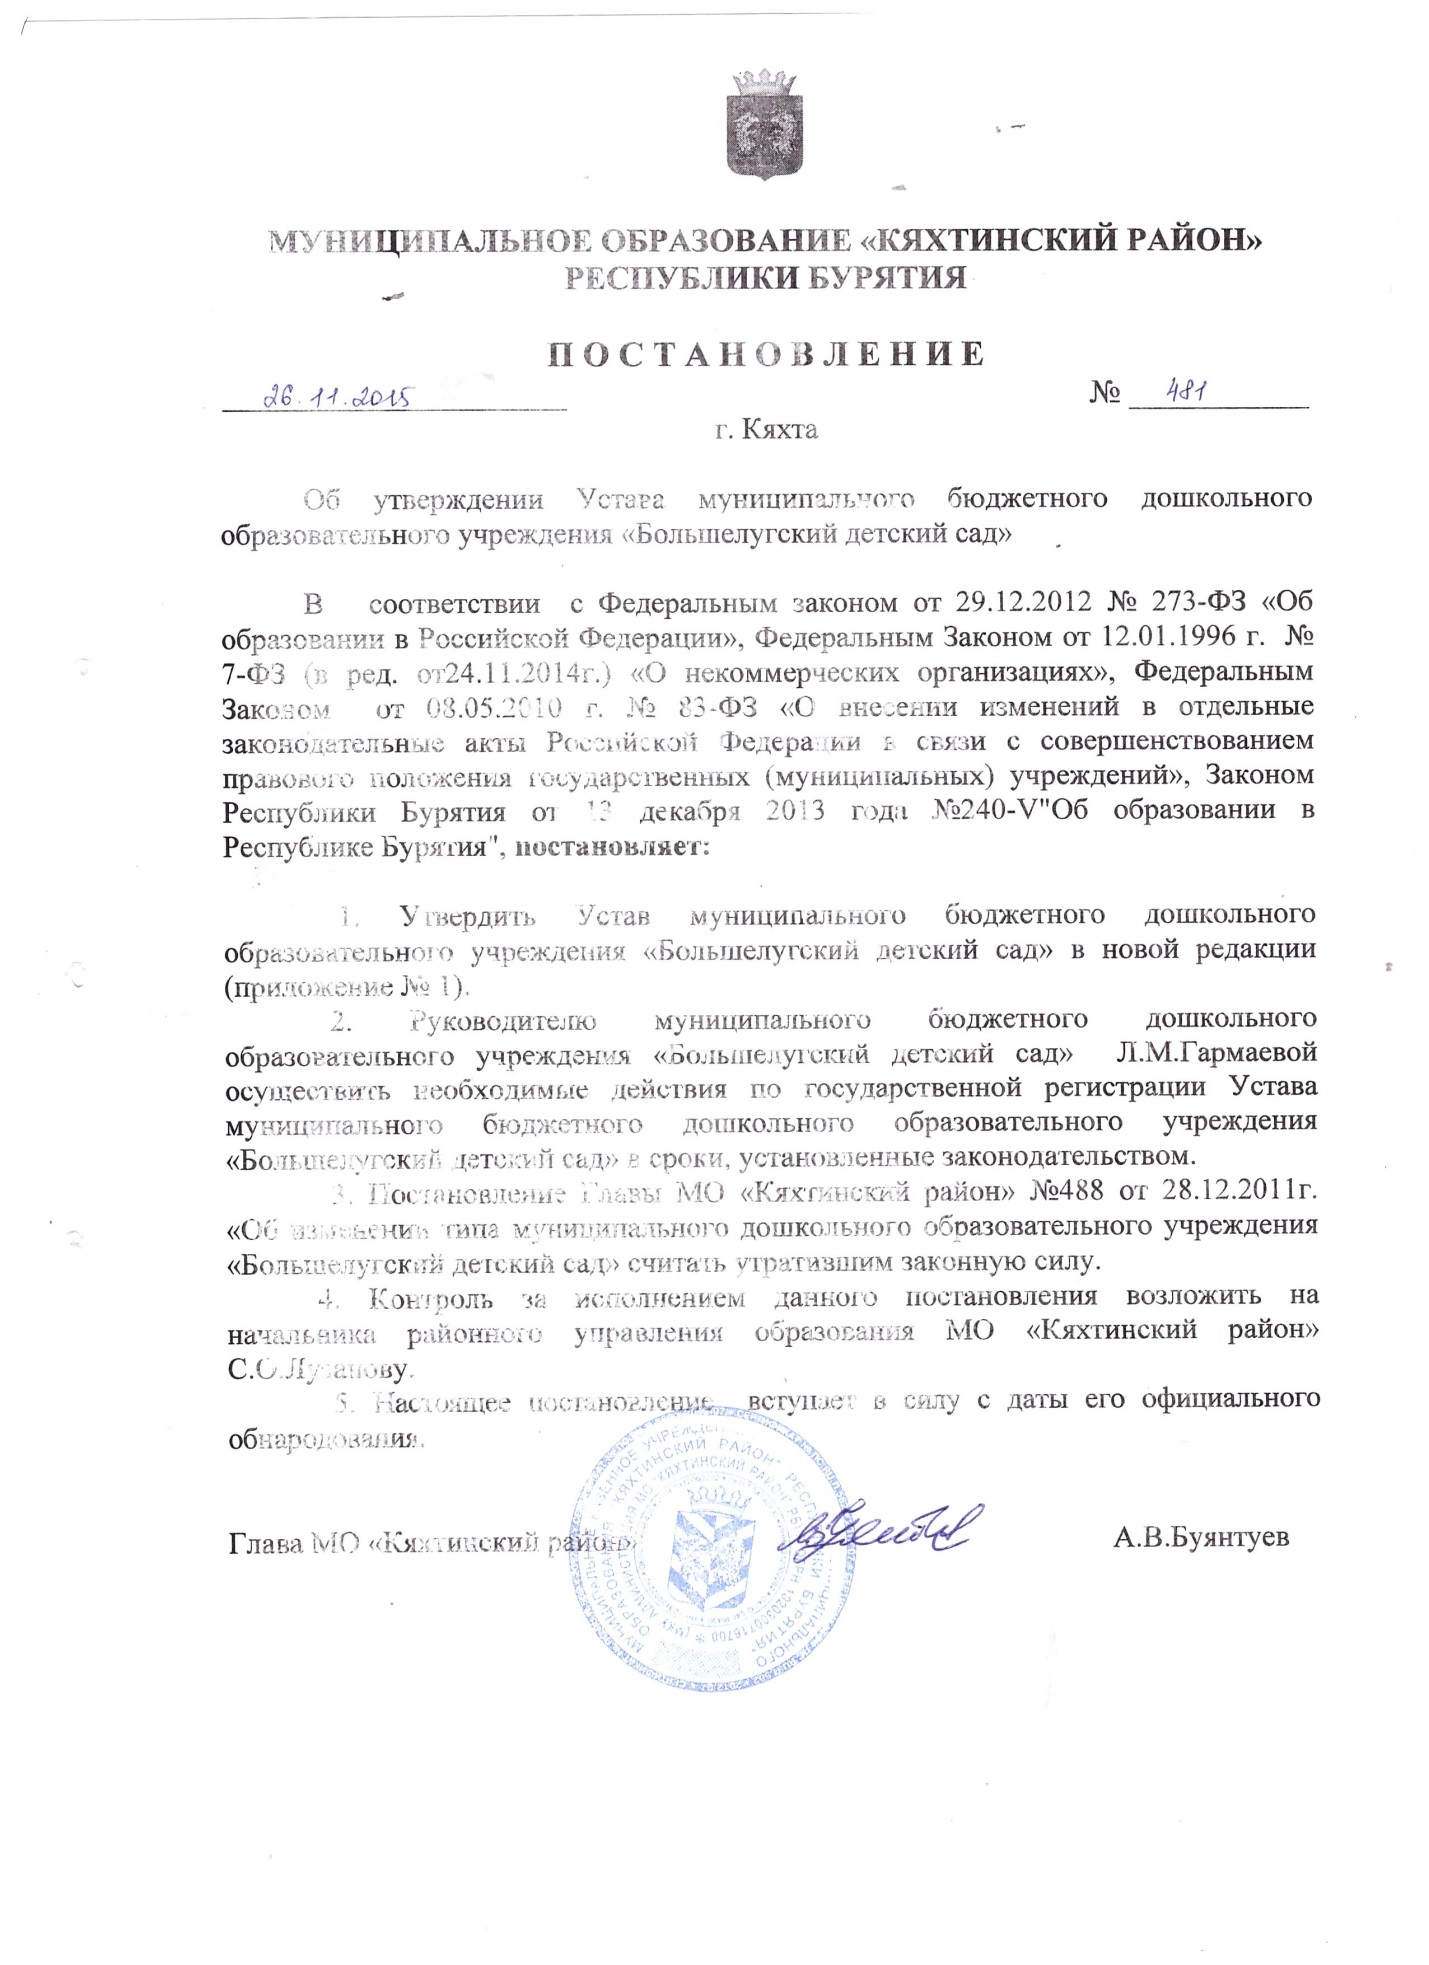 МУНИЦИПАЛЬНОЕ ОБРАЗОВАНИЕ «КЯХТИНСКИЙ РАЙОН»
РЕСПУБЛИКИ БУРЯТИЯ
ПОСТАНОВЛЕНИЕ
26.11.2015 № 481
г. Кяхта
Об утверждении Устава муниципального бюджетного дошкольного
образовательного учреждения «Большелугский детский сад»
В соответствии с Федеральным законом от 29.12.2012 № 273-ФЗ «Об
образовании в Российской Федерации», Федеральным Законом от 12.01.1996 г. №
7-ФЗ (в ред. от24.11.2014г.) «О некоммерческих организациях», Федеральным
Законом от 08.05.2010 г. № 83-ФЗ «О внесении изменений в отдельные
законодательные акты Российской Федерации в связи с совершенствованием
правового положения государственных (муниципальных) учреждений», Законом
Республики Бурятия от 13 декабря 2013 года №240-V"Об образовании в
Республике Бурятия", постановляет:
1. Утвердить Устав муниципального бюджетного дошкольного
образовательного учреждения «Большелугский детский сад» в новой редакции
(приложение № 1).
2. Руководителю муниципального бюджетного дошкольного
образовательного учреждения «Большелугский детский сад» Л.М.Гармаевой
осуществить необходимые действия по государственной регистрации Устава
муниципального бюджетного дошкольного образовательного учреждения
«Большелугский детский сад» в сроки, установленные законодательством.
3. Постановление Главы МО «Кяхтинский район» №488 от 28.12.2011г.
«Об изменении типа муниципального дошкольного образовательного учреждения
«Большелугский детский сад» считать утратившим законную силу.
4. Контроль за исполнением данного постановления возложить на
начальника районного управления образования МО «Кяхтинский район»
С.О.Лузанову.
5. Настоящее постановление вступает в силу с даты его официального
обнародования.
Глава МО «Кяхтинский район» А.В.Буянтуев